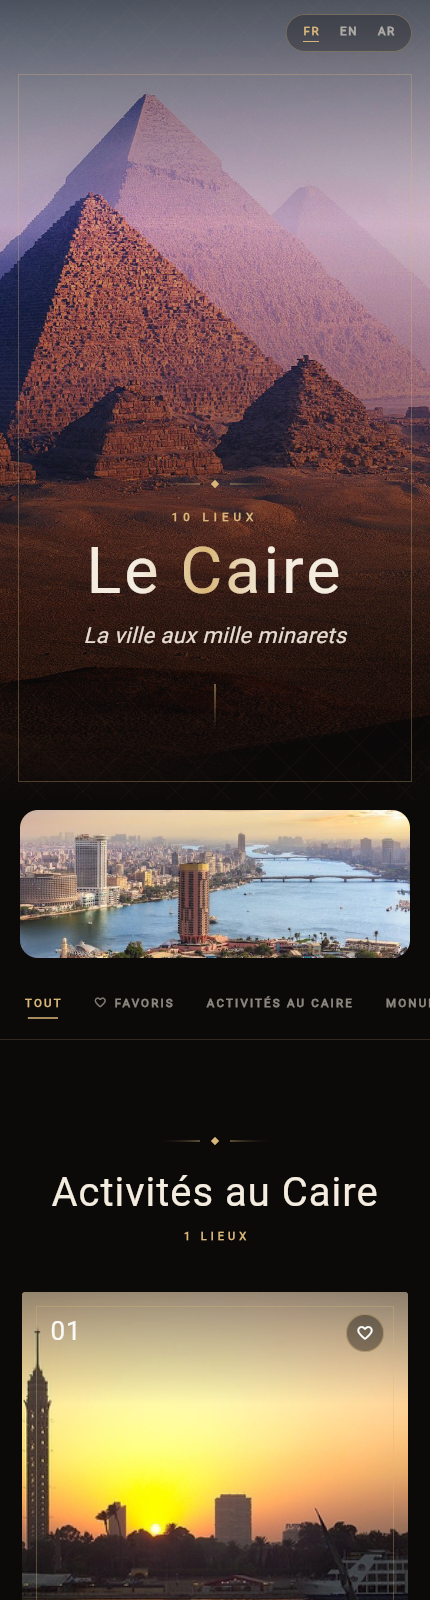 FR EN AR
10 LIEUX
Le Caire
La ville aux mille minarets
TOUT FAVORIS ACTIVITÉS AU CAIRE
Activités au Caire
1 LIEUX
01